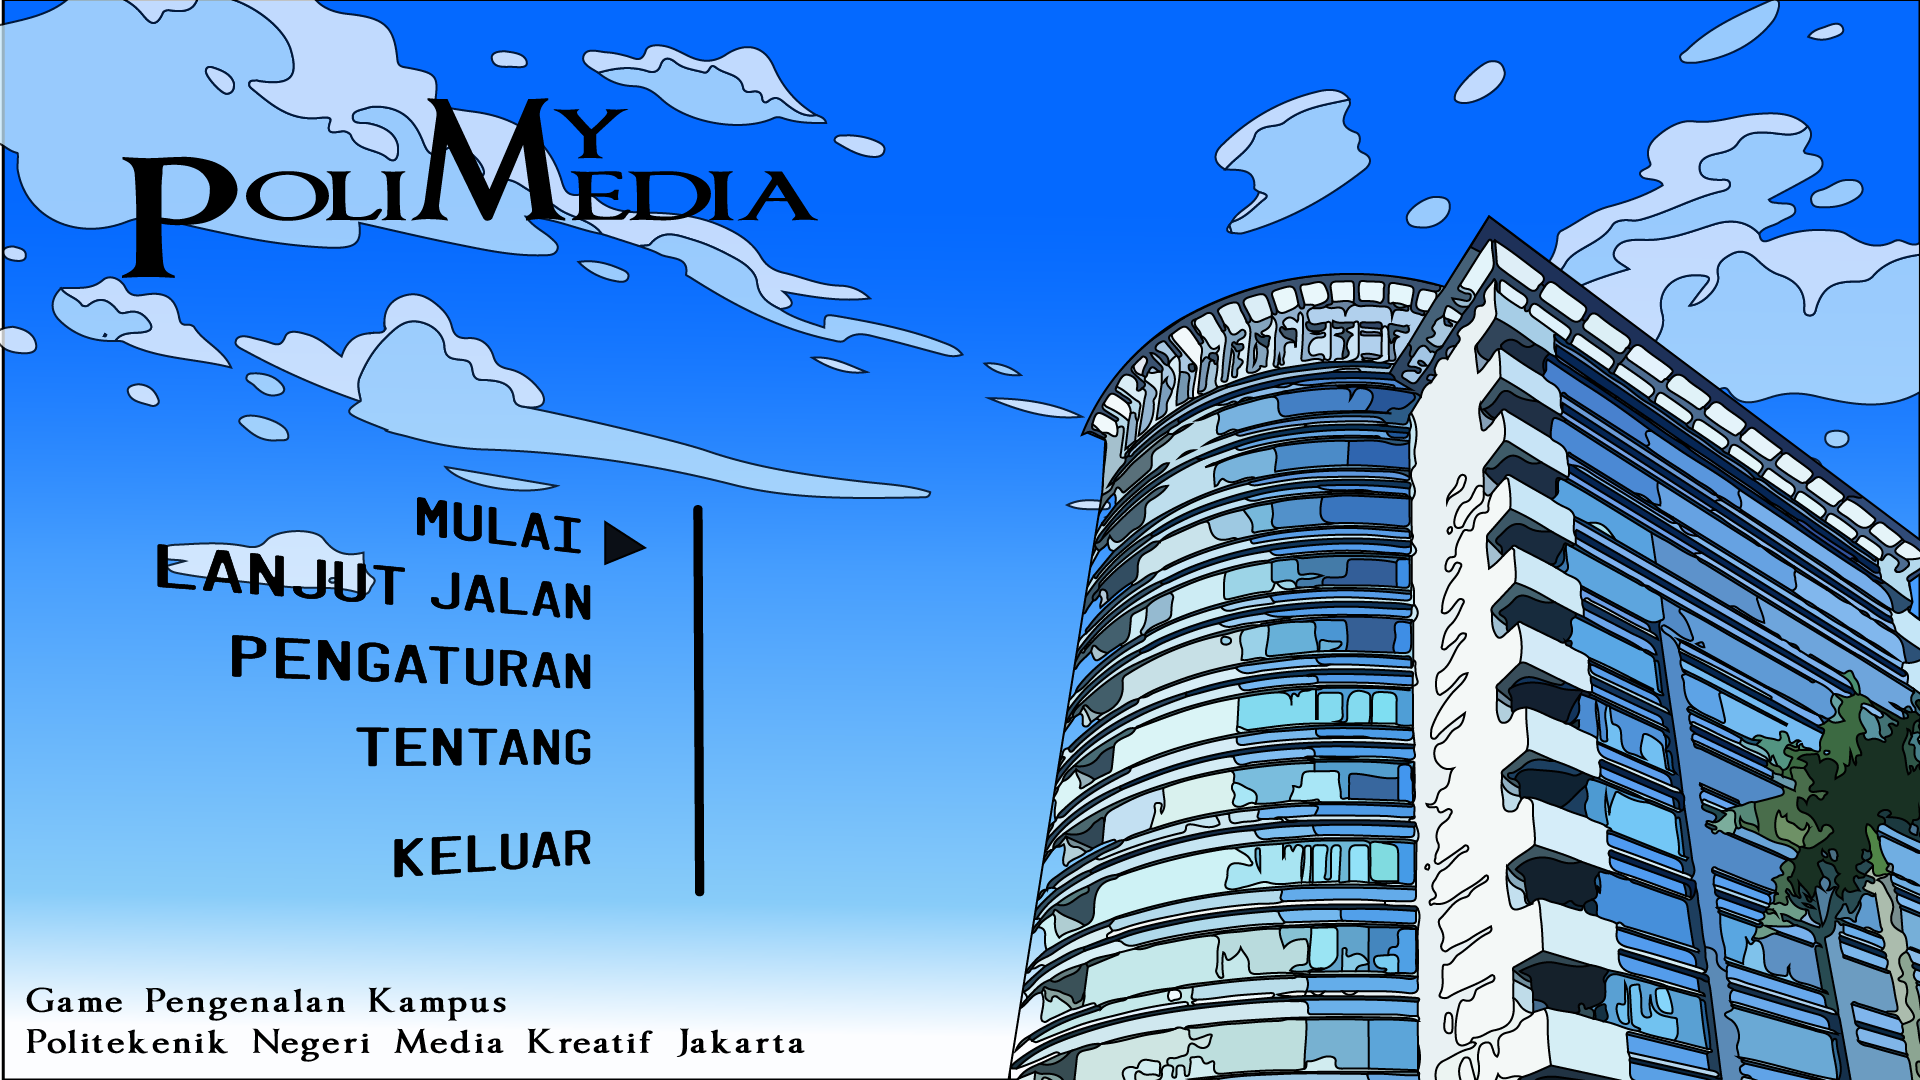 MY
POLIMEDIA
MULAI
LANJUT JALAN
PENGATURAN
TENTANG
KELUAR
Game Pengenalan Kampus
Politekenik Negeri Media Kreatif Jakarta